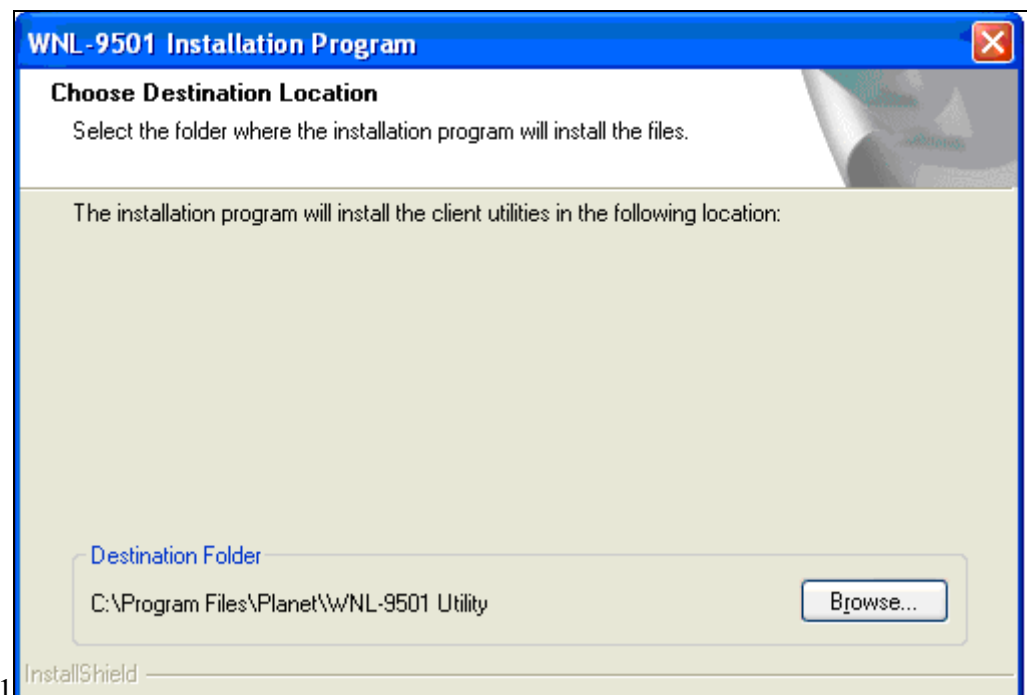 WNL-9501 Installation Program
Choose Destination Location
Select the folder where the installation program will install the files.
The installation program will install the client utilities in the following location:
Destination Folder
C:\Program Files\Planet\WNL-9501 Utility
Browse...
InstallShield
1